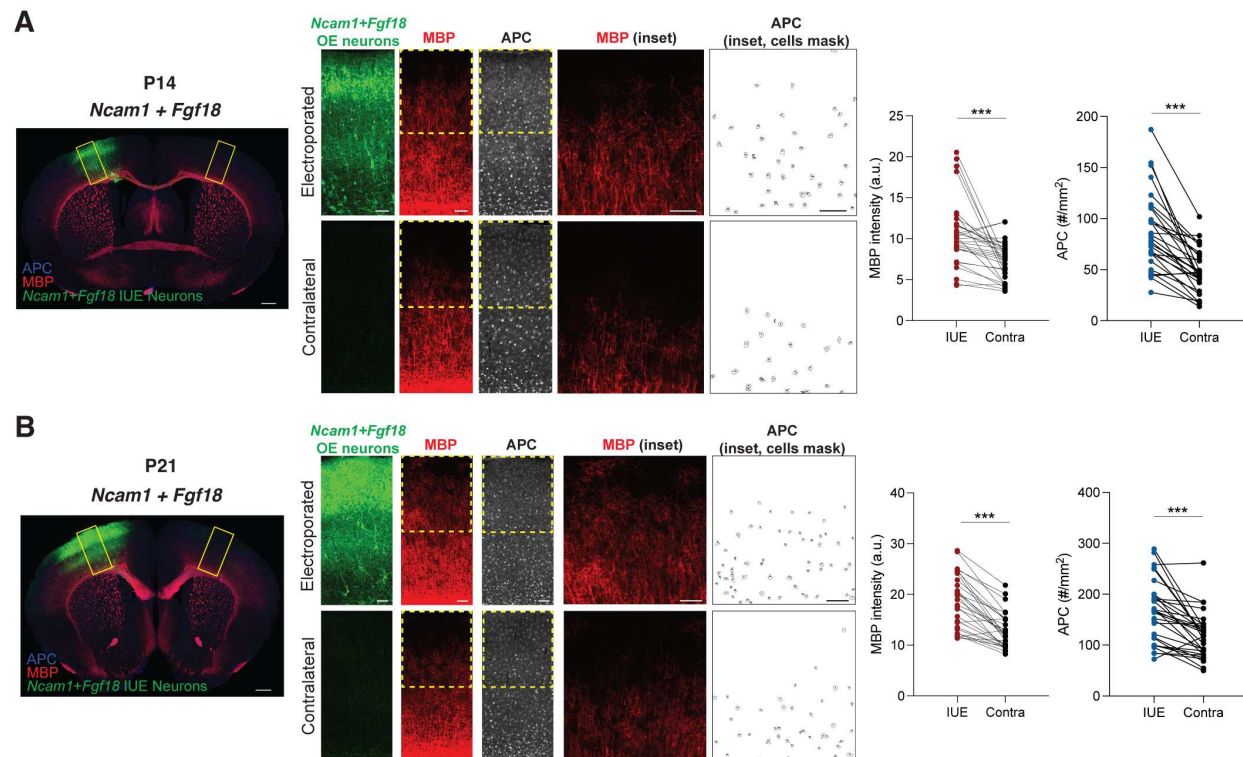 A
P14
Ncam1 + Fgf18
APC
MBP
Ncam1+Fgf18 IUE Neurons
Ncam1+Fgf18
OE neurons
MBP
APC
MBP (inset)
APC
(inset, cells mask)
Electroporated
Contralateral
MBP intensity (a.u.)
25
20
15
10
5
0
***
IUE
Contra
APC (#/mm2)
200
150
100
50
0
***
IUE
Contra
B
P21
Ncam1 + Fgf18
APC
MBP
Ncam1+Fgf18 IUE Neurons
Ncam1+Fgf18
OE neurons
MBP
APC
MBP (inset)
APC
(inset, cells mask)
Electroporated
Contralateral
MBP intensity (a.u.)
40
30
20
10
0
***
IUE
Contra
APC (#/mm2)
400
300
200
100
0
***
IUE
Contra